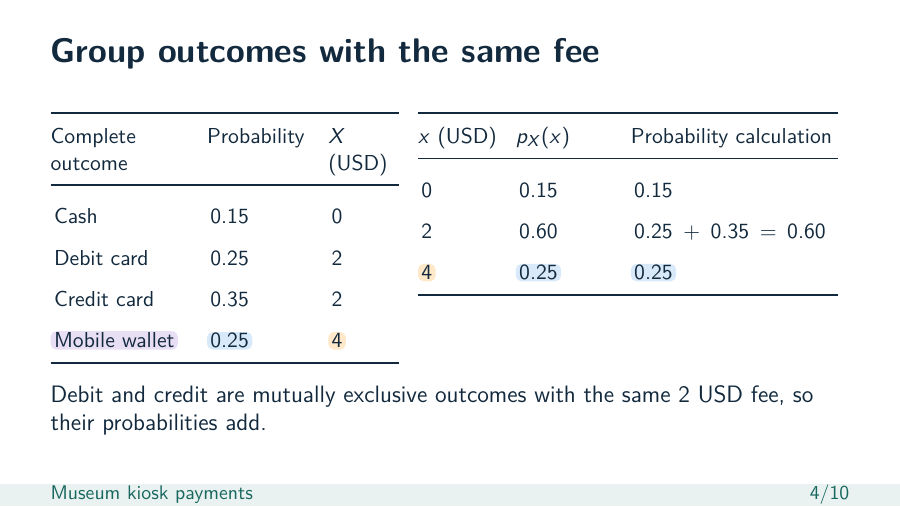 Group outcomes with the same fee
Complete outcome Probability X (USD)
Cash 0.15 0
Debit card 0.25 2
Credit card 0.35 2
Mobile wallet 0.25 4
x (USD) pX(x) Probability calculation
0 0.15 0.15
2 0.60 0.25 + 0.35 = 0.60
4 0.25 0.25
Debit and credit are mutually exclusive outcomes with the same 2 USD fee, so
their probabilities add.
Museum kiosk payments 4/10